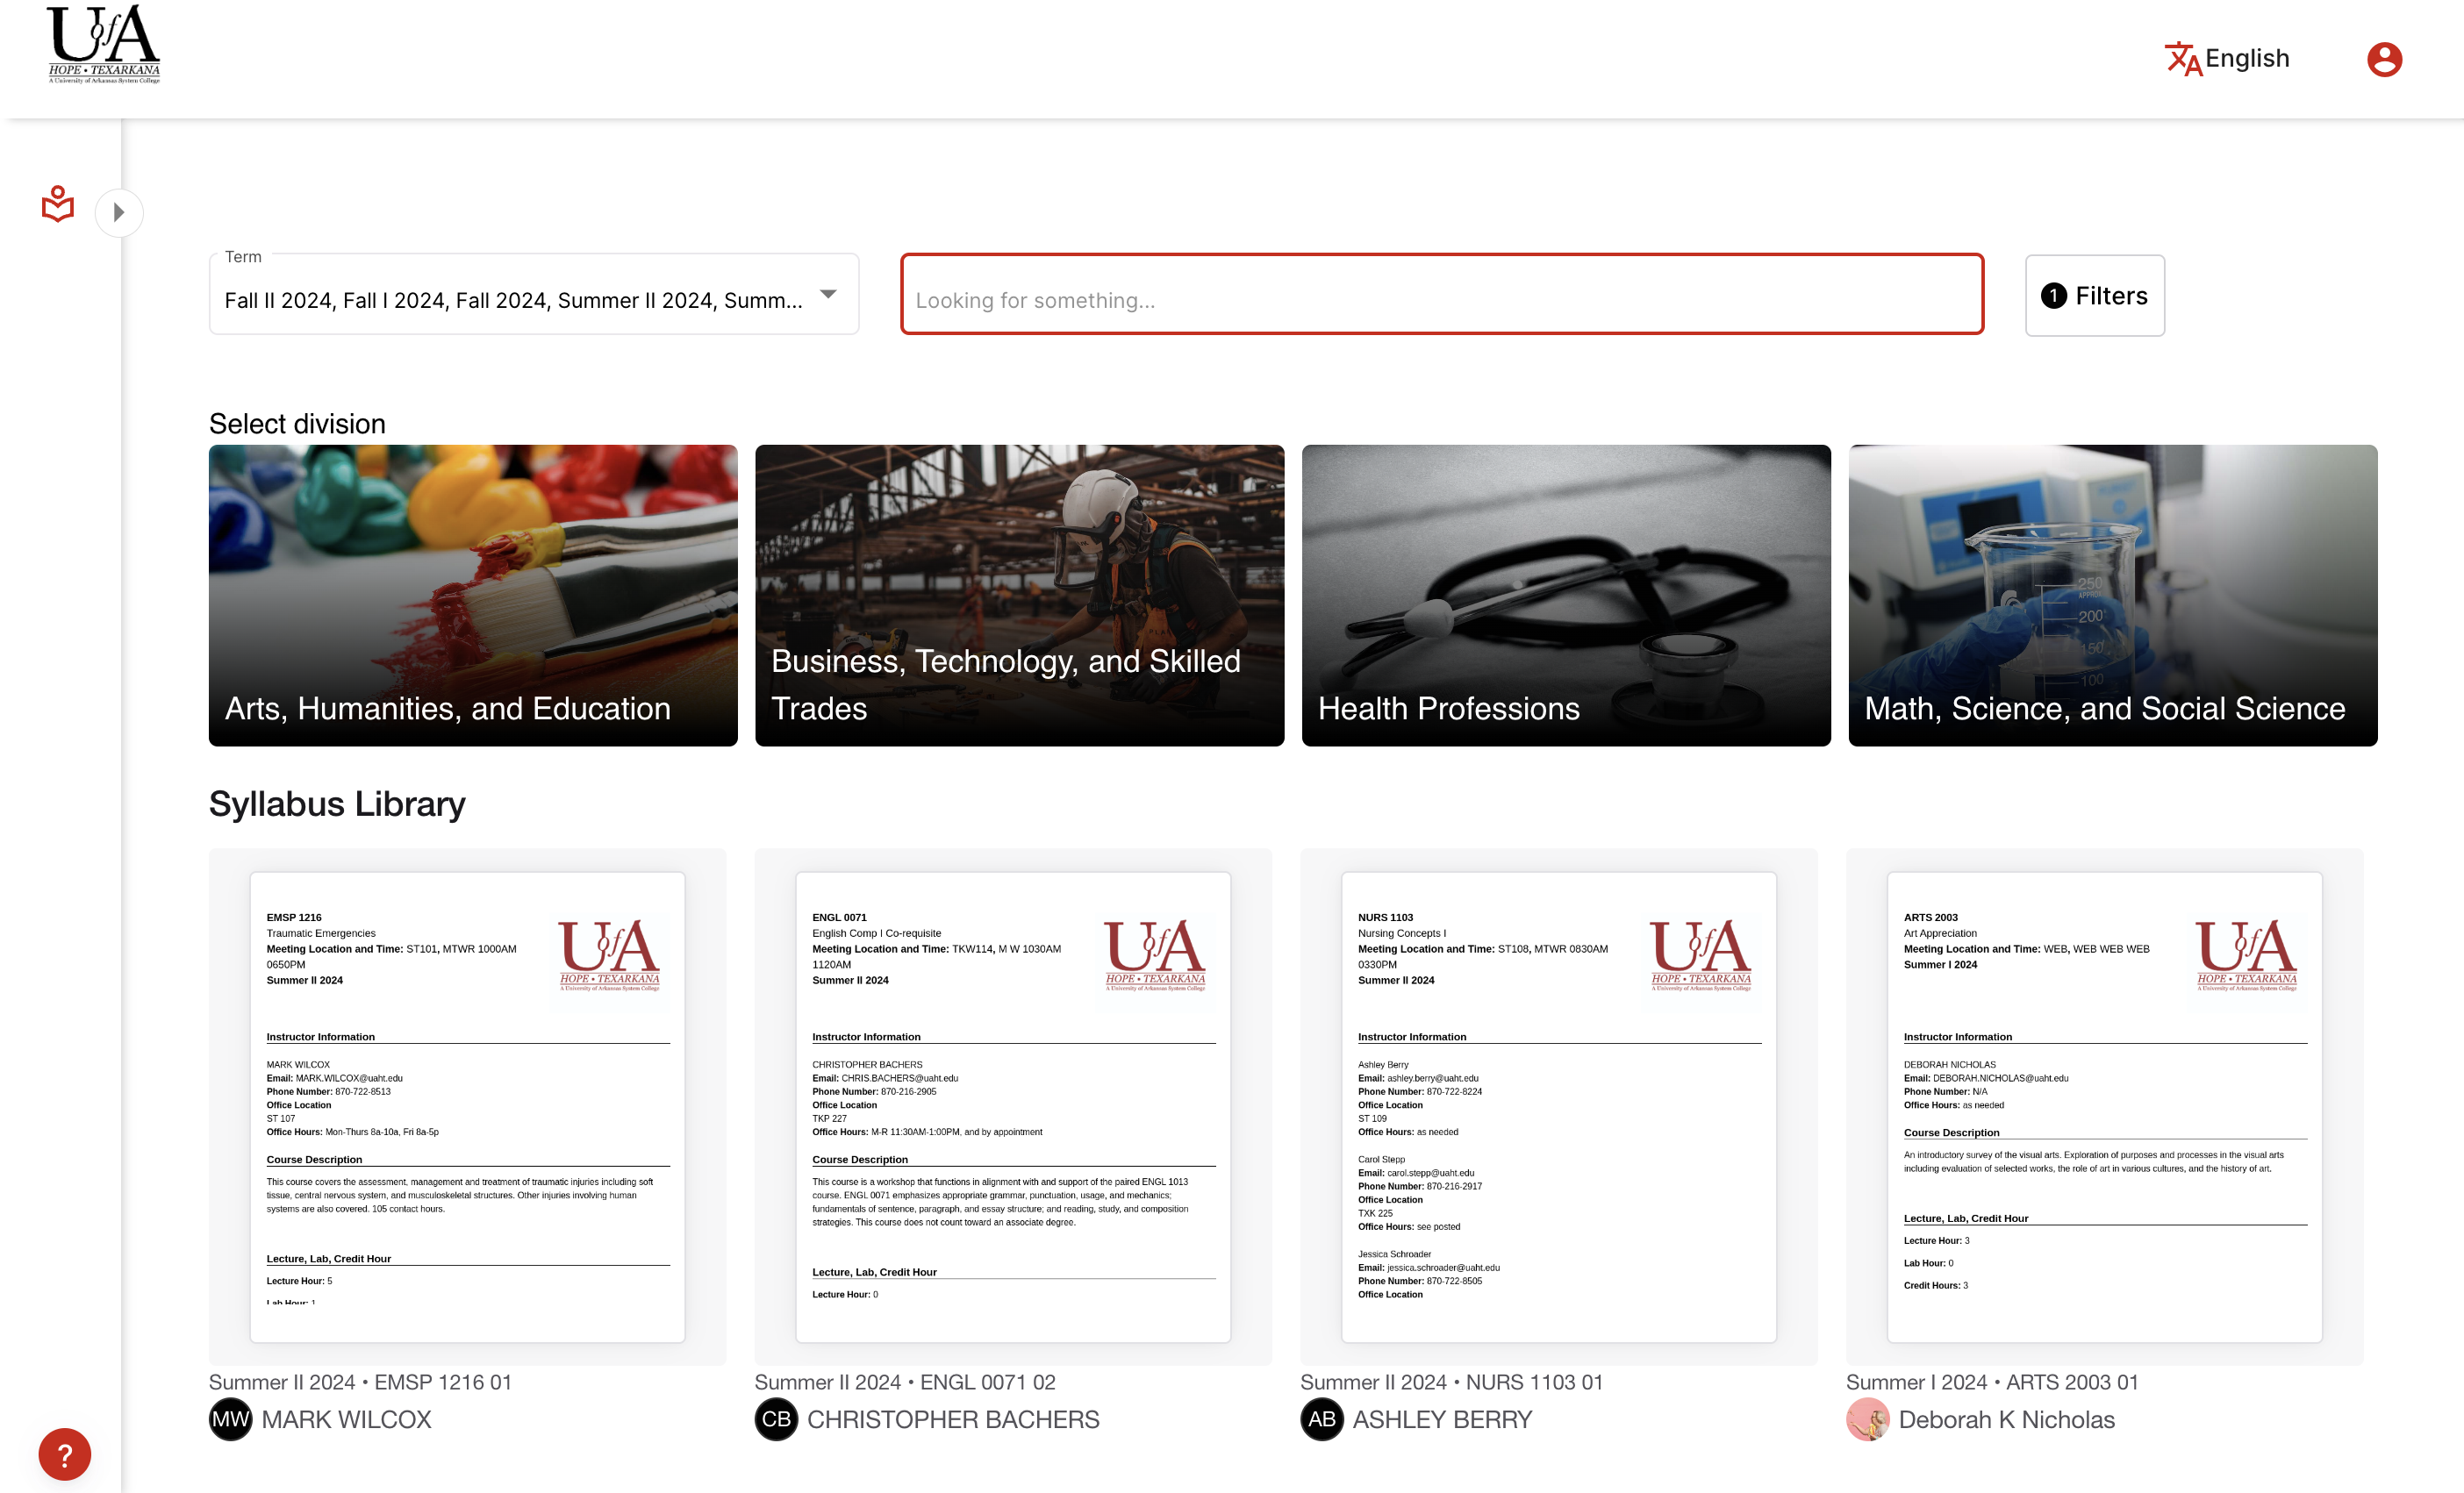 UofA
HOPE • TEXARKANA
A University of Arkansas System College
English
Term
Fall II 2024, Fall I 2024, Fall 2024, Summer II 2024, Summ...
Looking for something...
1 Filters
Select division
Arts, Humanities, and Education
Business, Technology, and Skilled
Trades
Health Professions
250
APPROX
200
150
100
Math, Science, and Social Science
Syllabus Library
EMSP 1216
Traumatic Emergencies
Meeting Location and Time: ST101, MTWR 1000AM
0650PM
Summer II 2024
UofA
HOPE • TEXARKANA
A University of Arkansas System College
Instructor Information
MARK WILCOX
Email: MARK.WILCOX@uaht.edu
Phone Number: 870-722-8513
Office Location
ST 107
Office Hours: Mon-Thurs 8a-10a, Fri 8a-5p
Course Description
This course covers the assessment, management and treatment of traumatic injuries including soft
tissue, central nervous system, and musculoskeletal structures. Other injuries involving human
systems are also covered. 105 contact hours.
Lecture, Lab, Credit Hour
Lecture Hour: 5
Lab Hour: 1
Summer II 2024 • EMSP 1216 01
MW MARK WILCOX
ENGL 0071
English Comp I Co-requisite
Meeting Location and Time: TKW114, M W 1030AM
1120AM
Summer II 2024
UofA
HOPE • TEXARKANA
A University of Arkansas System College
Instructor Information
CHRISTOPHER BACHERS
Email: CHRIS.BACHERS@uaht.edu
Phone Number: 870-216-2905
Office Location
TKP 227
Office Hours: M-R 11:30AM-1:00PM, and by appointment
Course Description
This course is a workshop that functions in alignment with and support of the paired ENGL 1013
course. ENGL 0071 emphasizes appropriate grammar, punctuation, usage, and mechanics;
fundamentals of sentence, paragraph, and essay structure; and reading, study, and composition
strategies. This course does not count toward an associate degree.
Lecture, Lab, Credit Hour
Lecture Hour: 0
Summer II 2024 • ENGL 0071 02
CB CHRISTOPHER BACHERS
NURS 1103
Nursing Concepts I
Meeting Location and Time: ST108, MTWR 0830AM
0330PM
Summer II 2024
UofA
HOPE • TEXARKANA
A University of Arkansas System College
Instructor Information
Ashley Berry
Email: ashley.berry@uaht.edu
Phone Number: 870-722-8224
Office Location
ST 109
Office Hours: as needed
Carol Stepp
Email: carol.stepp@uaht.edu
Phone Number: 870-216-2917
Office Location
TXK 225
Office Hours: see posted
Jessica Schroader
Email: jessica.schroader@uaht.edu
Phone Number: 870-722-8505
Office Location
Summer II 2024 • NURS 1103 01
AB ASHLEY BERRY
ARTS 2003
Art Appreciation
Meeting Location and Time: WEB, WEB WEB WEB
Summer I 2024
UofA
HOPE • TEXARKANA
A University of Arkansas System College
Instructor Information
DEBORAH NICHOLAS
Email: DEBORAH.NICHOLAS@uaht.edu
Phone Number: N/A
Office Hours: as needed
Course Description
An introductory survey of the visual arts. Exploration of purposes and processes in the visual arts
including evaluation of selected works, the role of art in various cultures, and the history of art.
Lecture, Lab, Credit Hour
Lecture Hour: 3
Lab Hour: 0
Credit Hours: 3
Summer I 2024 • ARTS 2003 01
Deborah K Nicholas
?